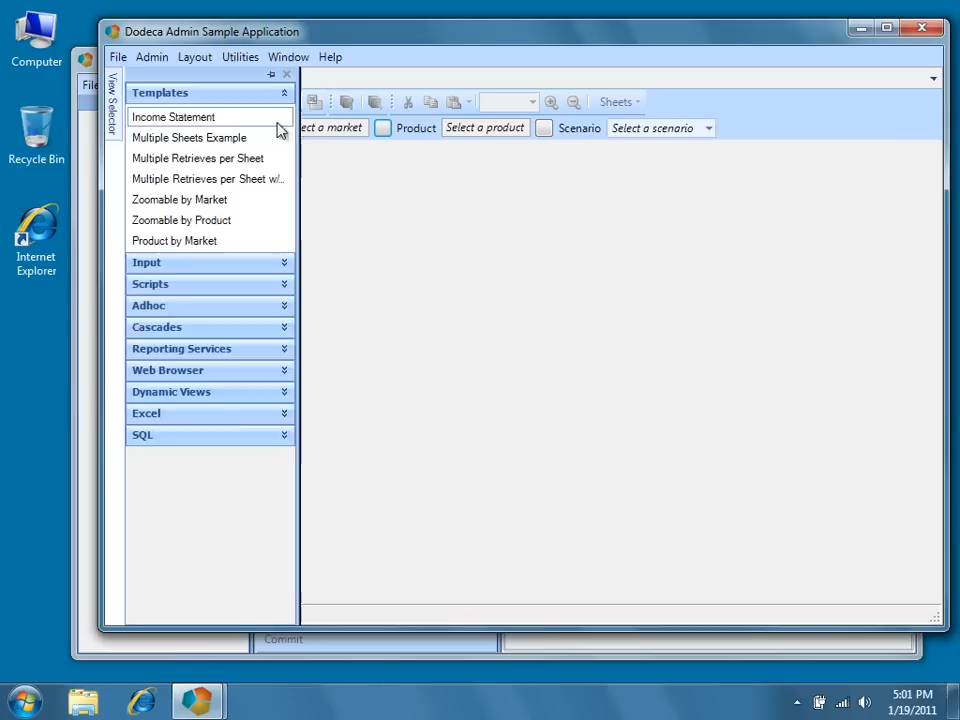 Computer
Recycle Bin
Internet
Explorer
Dodeca Admin Sample Application
File Admin Layout Utilities Window Help
View Selector
Templates
Income Statement
Multiple Sheets Example
Multiple Retrieves per Sheet
Multiple Retrieves per Sheet w/..
Zoomable by Market
Zoomable by Product
Product by Market
Input
Scripts
Adhoc
Cascades
Reporting Services
Web Browser
Dynamic Views
Excel
SQL
Sheets
a market Product Select a product Scenario Select a scenario
Commit
5:01 PM
1/19/2011